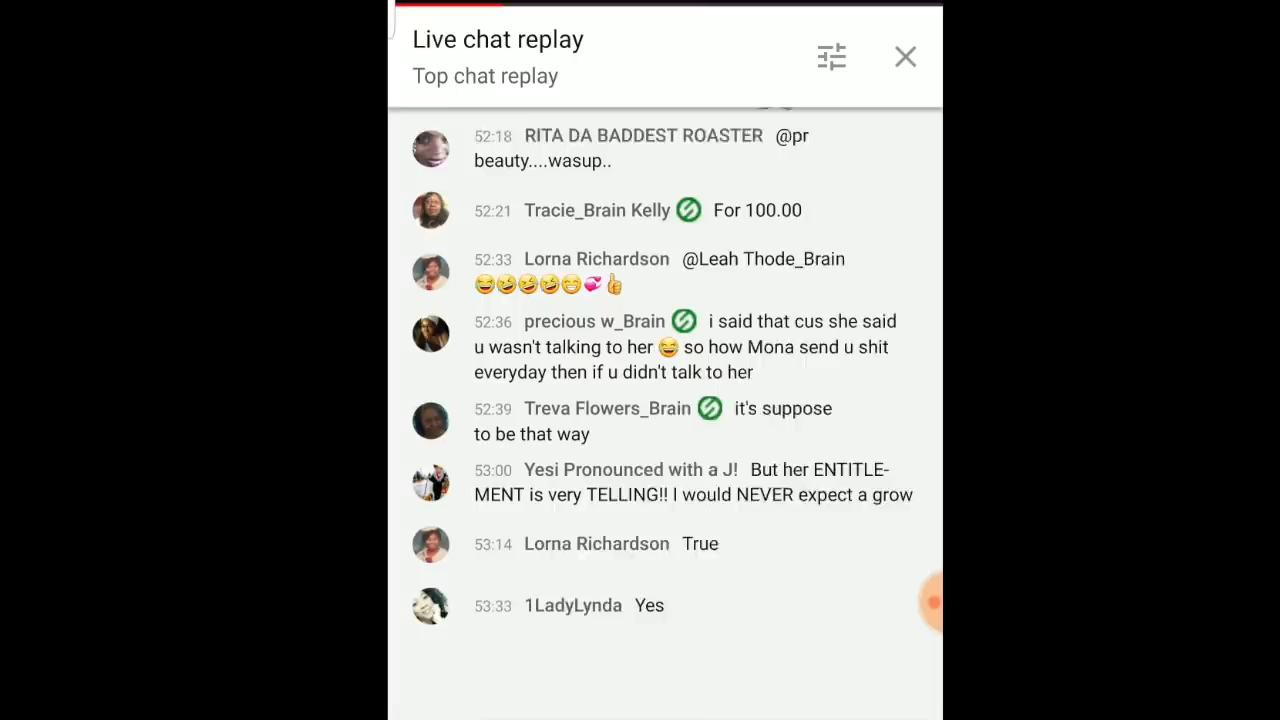 Live chat replay
Top chat replay
52:18 RITA DA BADDEST ROASTER @pr
beauty....wasup..
52:21 Tracie_Brain Kelly For 100.00
52:33 Lorna Richardson @Leah Thode_Brain
😂🤣🤣🤣😁💞👍
52:36 precious w_Brain i said that cus she said
u wasn't talking to her 😂 so how Mona send u shit
everyday then if u didn't talk to her
52:39 Treva Flowers_Brain it's suppose
to be that way
53:00 Yesi Pronounced with a J! But her ENTITLE-
MENT is very TELLING!! I would NEVER expect a grow
53:14 Lorna Richardson True
53:33 1LadyLynda Yes